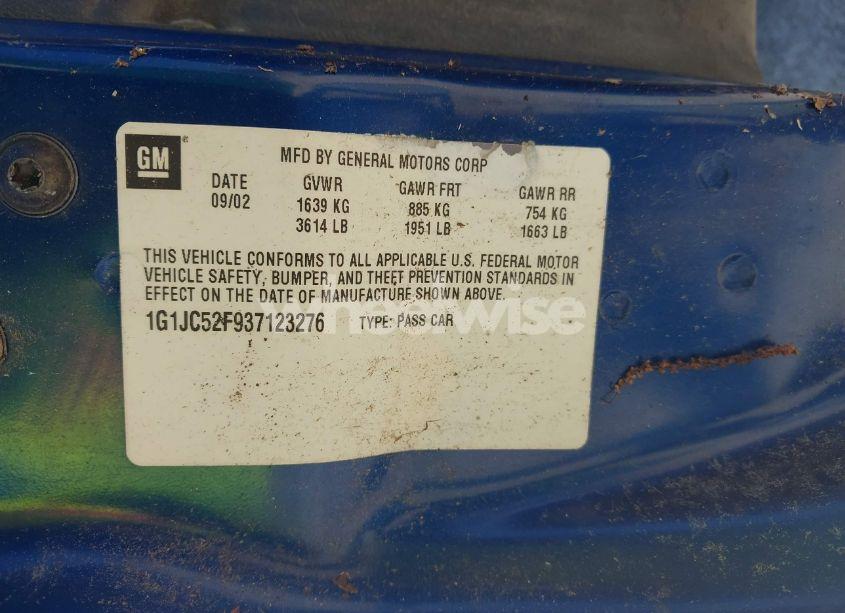 GM
MFD BY GENERAL MOTORS CORP
DATE GVWR GAWR FRT GAWR RR
09/02 1639 KG 885 KG 754 KG
3614 LB 1951 LB 1663 LB
THIS VEHICLE CONFORMS TO ALL APPLICABLE U.S. FEDERAL MOTOR
VEHICLE SAFETY, BUMPER, AND THEFT PREVENTION STANDARDS IN
EFFECT ON THE DATE OF MANUFACTURE SHOWN ABOVE.
1G1JC52F937123276 TYPE: PASS CAR